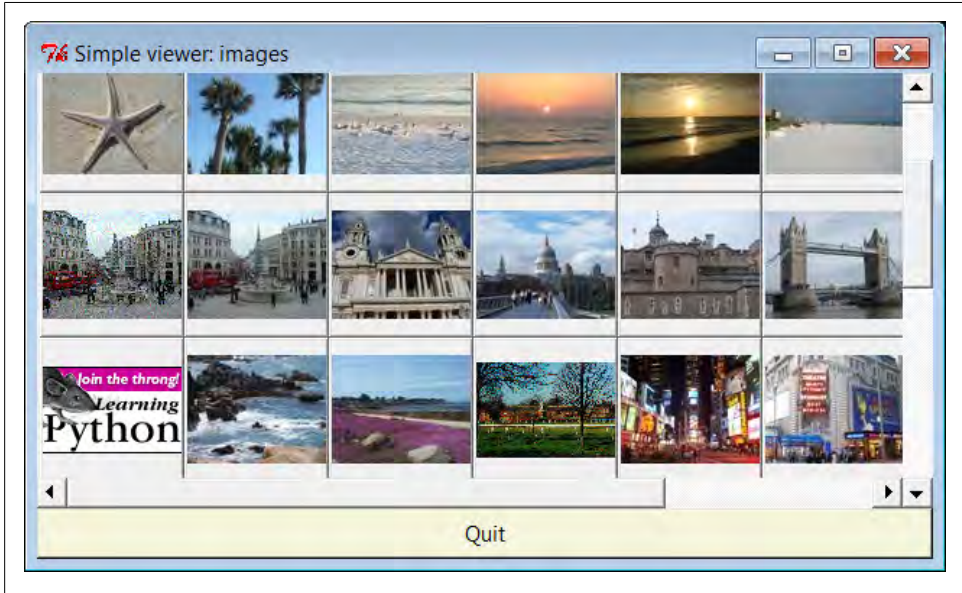 Simple viewer: images
Join the throng!
Learning
Python
Quit